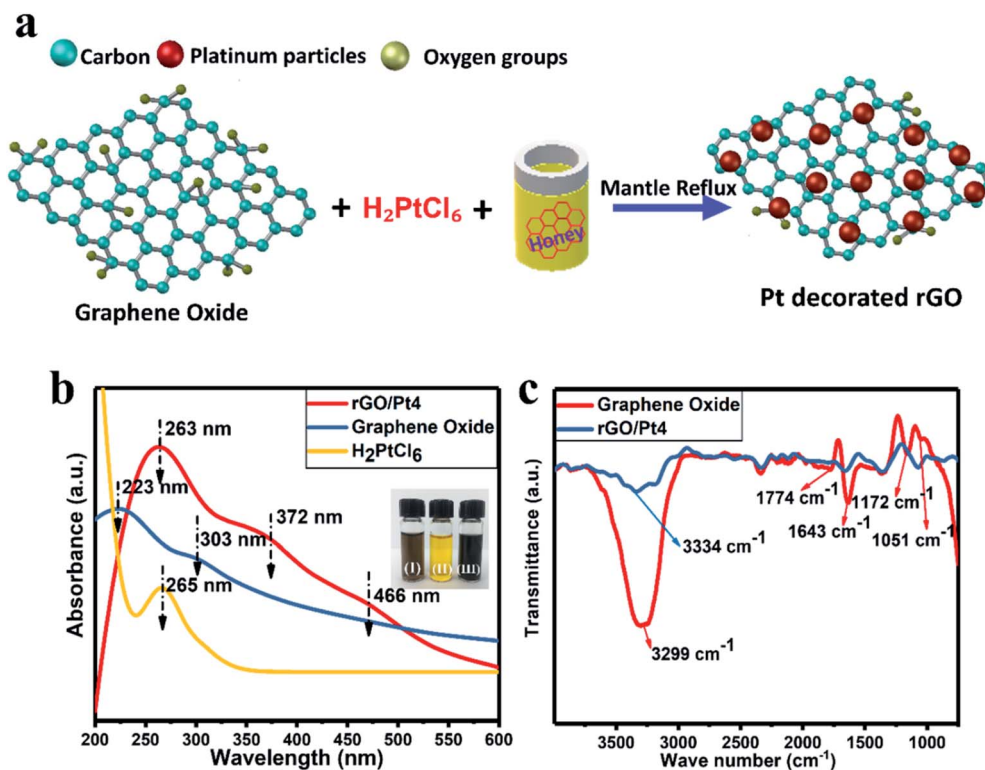 a
Carbon Platinum particles Oxygen groups
+ H₂PtCl₆ +
Honey
Mantle Reflux
Graphene Oxide
Pt decorated rGO
b
Absorbance (a.u.)
rGO/Pt4
Graphene Oxide
H₂PtCl₆
263 nm
223 nm
372 nm
303 nm
265 nm
466 nm
(I) (II) (III)
200 250 300 350 400 450 500 550 600
Wavelength (nm)
c
Transmittance (a.u.)
Graphene Oxide
rGO/Pt4
1774 cm⁻¹
1172 cm⁻¹
1643 cm⁻¹
1051 cm⁻¹
3334 cm⁻¹
3299 cm⁻¹
3500 3000 2500 2000 1500 1000
Wave number (cm⁻¹)